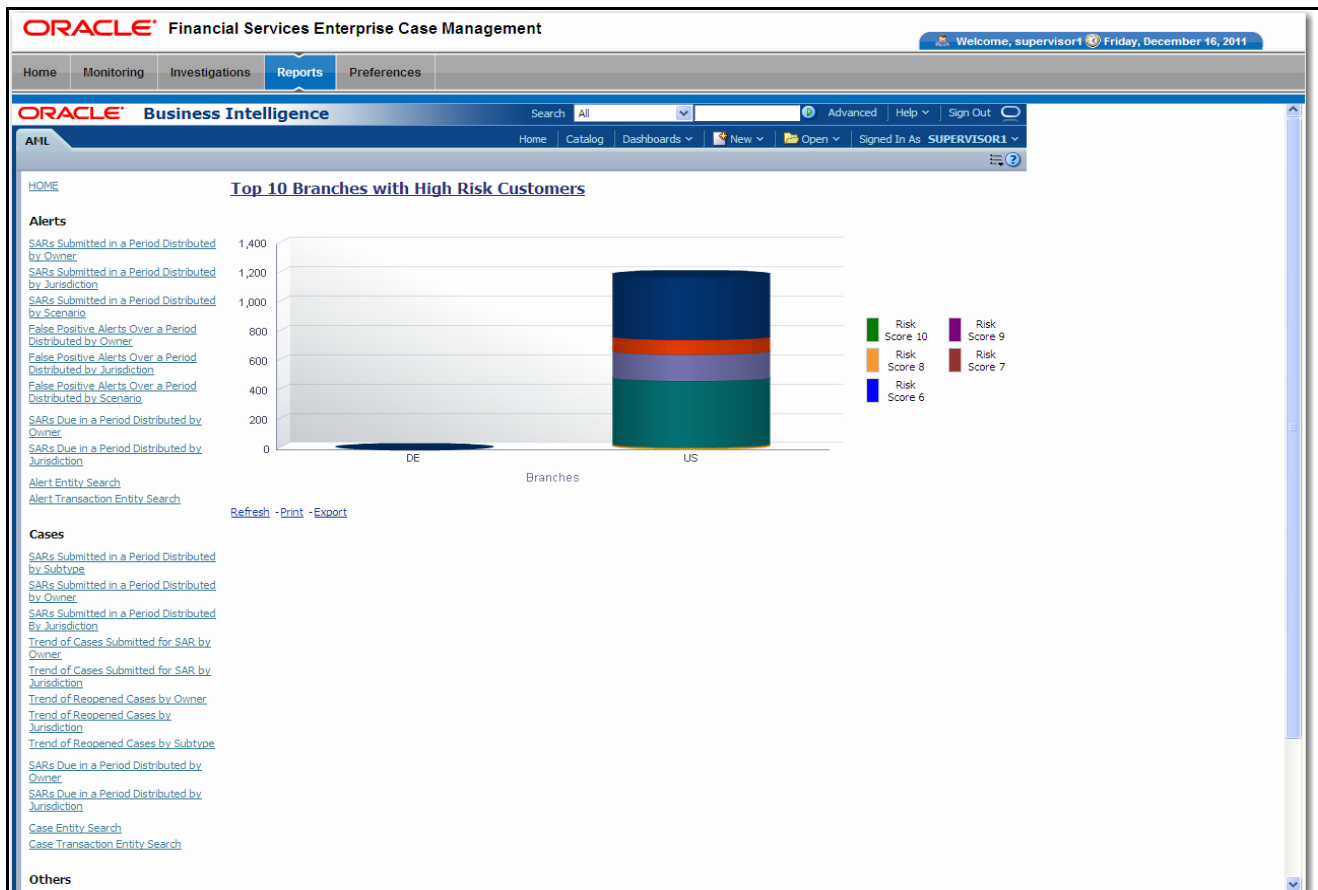 ORACLE® Financial Services Enterprise Case Management
Welcome, supervisor1 Friday, December 16, 2011
Home Monitoring Investigations Reports Preferences
ORACLE® Business Intelligence
Search All Advanced Help Sign Out
AML
Home Catalog Dashboards New Open Signed In As SUPERVISOR1
HOME
Alerts
SARs Submitted in a Period Distributed
by Owner
SARs Submitted in a Period Distributed
by Jurisdiction
SARs Submitted in a Period Distributed
by Scenario
False Positive Alerts Over a Period
Distributed by Owner
False Positive Alerts Over a Period
Distributed by Jurisdiction
False Positive Alerts Over a Period
Distributed by Scenario
SARs Due in a Period Distributed by
Owner
SARs Due in a Period Distributed by
Jurisdiction
Alert Entity Search
Alert Transaction Entity Search
Cases
SARs Submitted in a Period Distributed
by Subtype
SARs Submitted in a Period Distributed
by Owner
SARs Submitted in a Period Distributed
By Jurisdiction
Trend of Cases Submitted for SAR by
Owner
Trend of Cases Submitted for SAR by
Jurisdiction
Trend of Reopened Cases by Owner
Trend of Reopened Cases by
Jurisdiction
Trend of Reopened Cases by Subtype
SARs Due in a Period Distributed by
Owner
SARs Due in a Period Distributed by
Jurisdiction
Case Entity Search
Case Transaction Entity Search
Others
Top 10 Branches with High Risk Customers
1,400
1,200
1,000
800
600
400
200
0
DE US
Branches
Risk
Score 10
Risk
Score 9
Risk
Score 8
Risk
Score 7
Risk
Score 6
Refresh - Print - Export